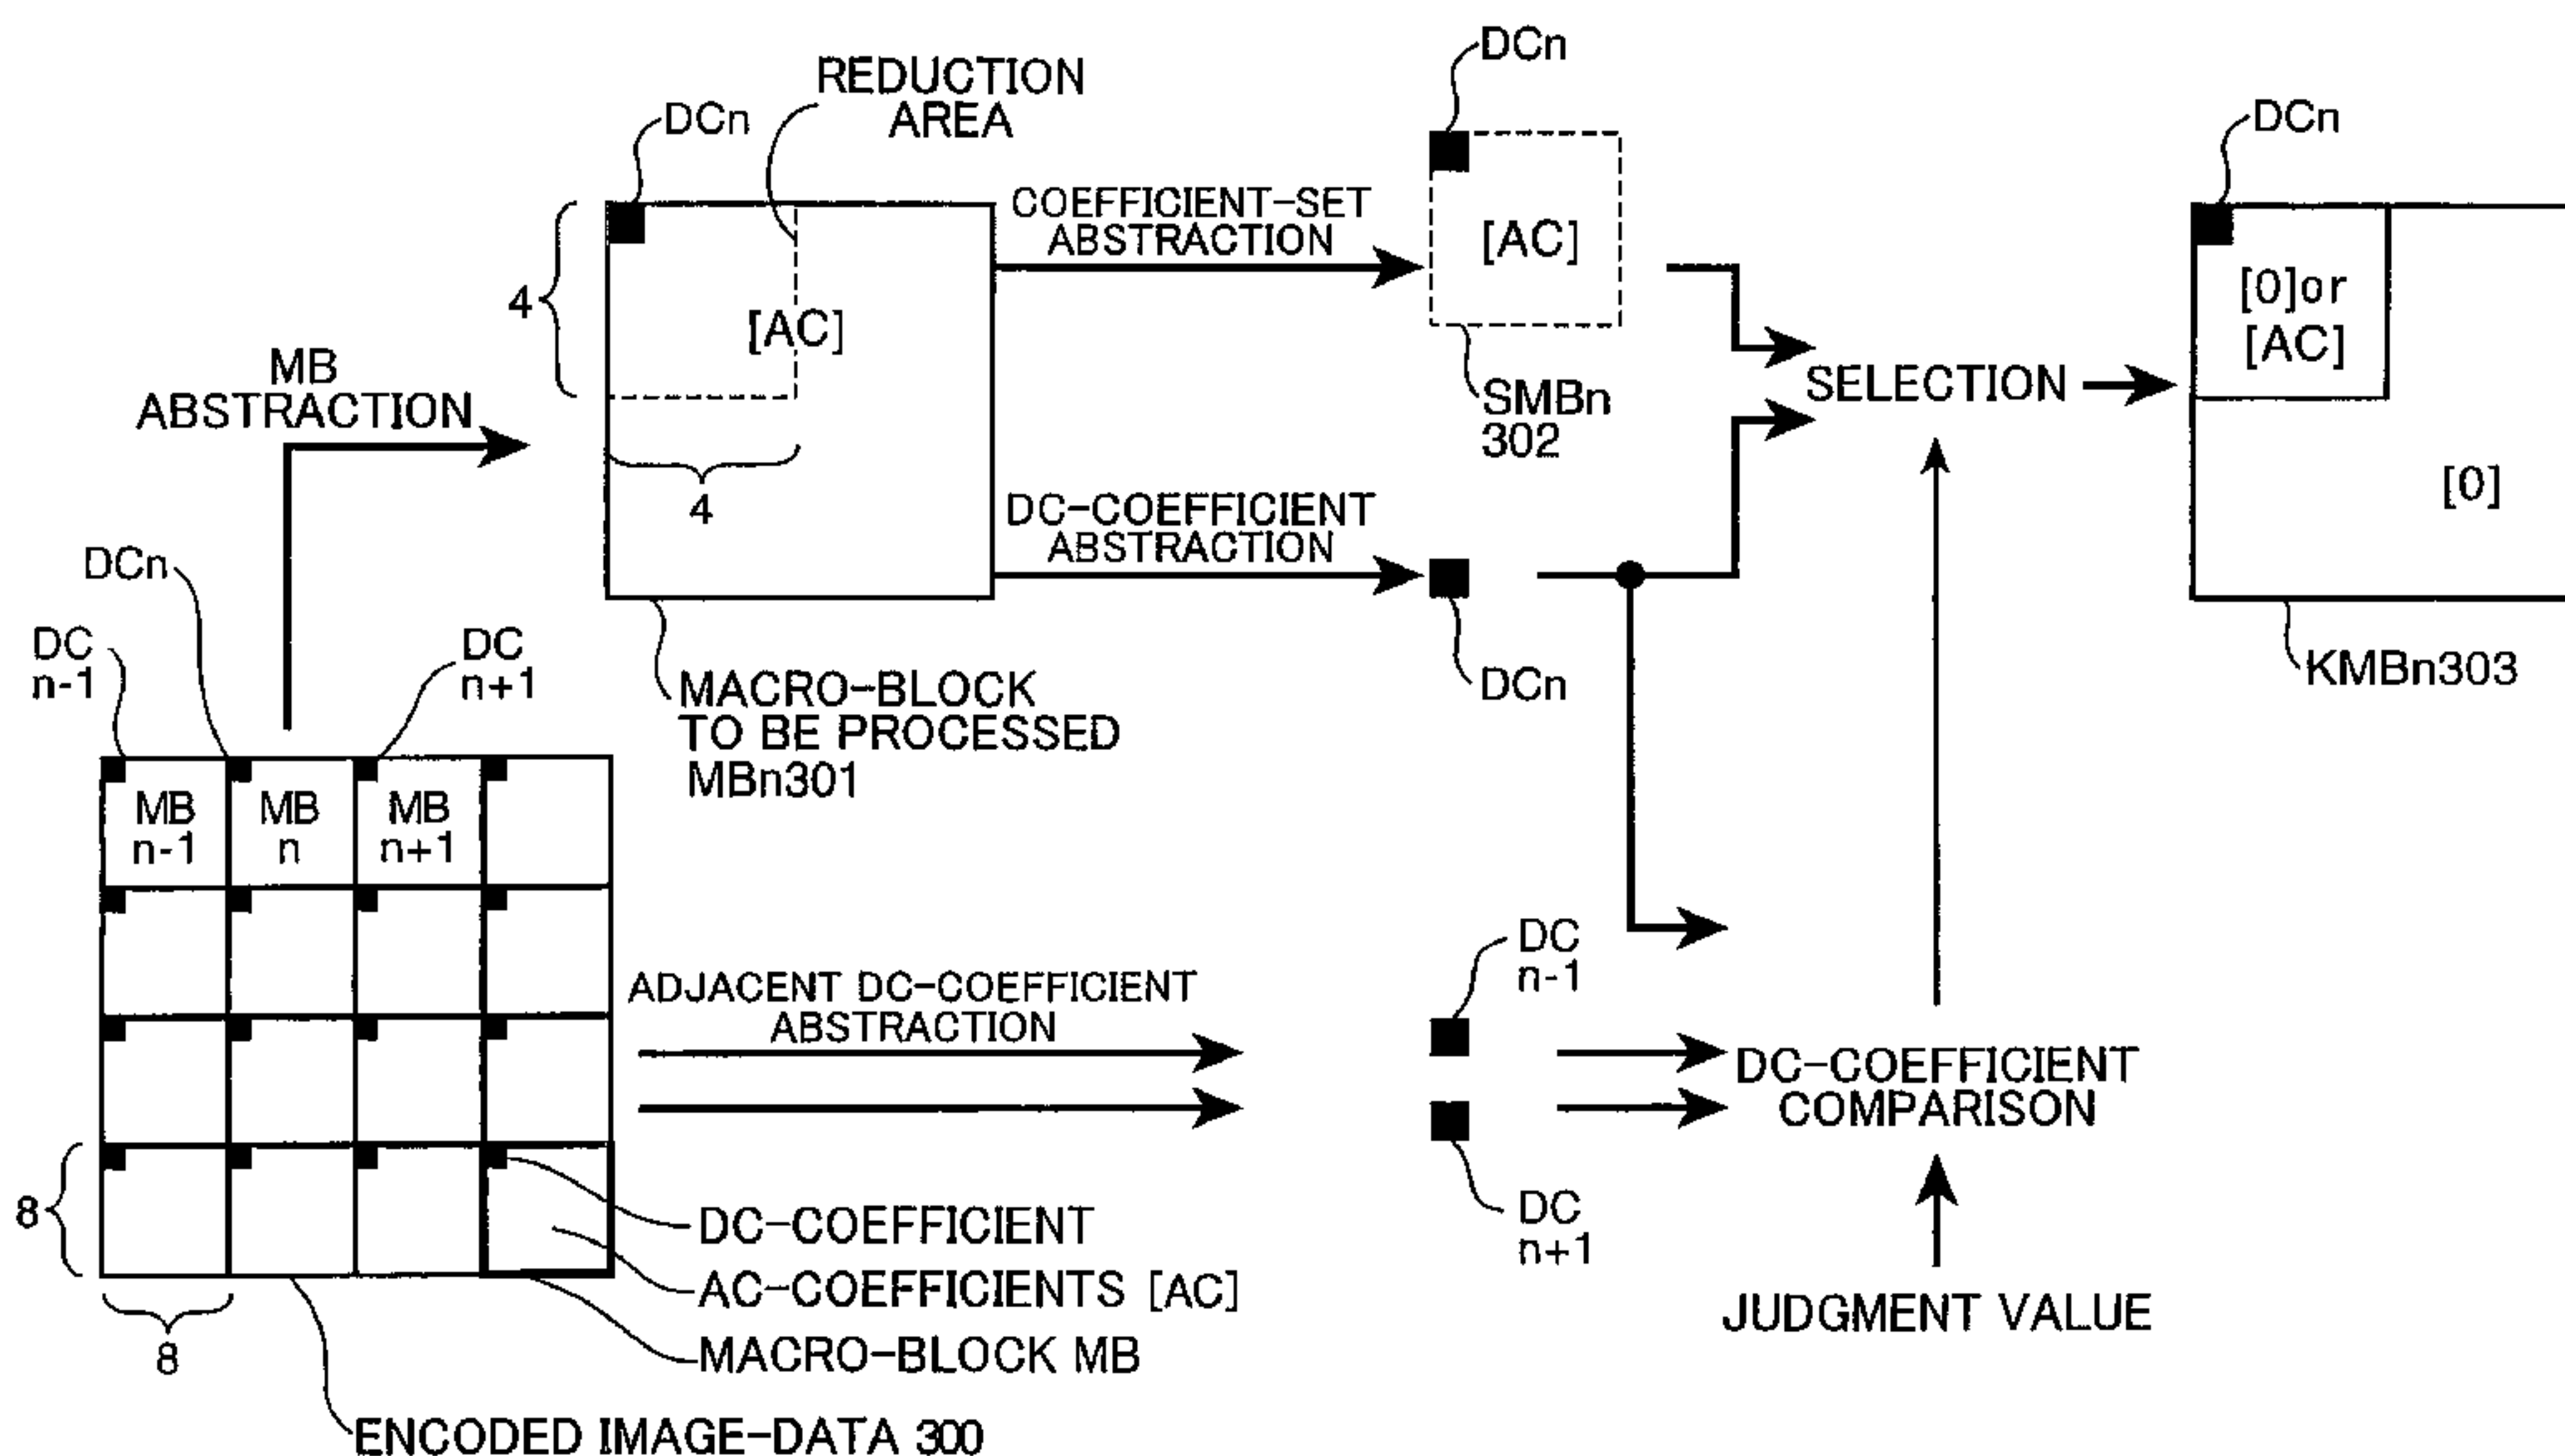 DCn
REDUCTION
AREA
DCn
DCn
COEFFICIENT-SET
ABSTRACTION
[AC]
[0]or
[AC]
4
[AC]
MB
ABSTRACTION
SELECTION
SMBn
302
[0]
4
DC-COEFFICIENT
ABSTRACTION
DCn
DC
n-1
DC
n+1
MACRO-BLOCK
TO BE PROCESSED
MBn301
DCn
KMBn303
MB
n-1
MB
n
MB
n+1
DC
n-1
ADJACENT DC-COEFFICIENT
ABSTRACTION
DC-COEFFICIENT
COMPARISON
8
DC-COEFFICIENT
DC
n+1
AC-COEFFICIENTS [AC]
JUDGMENT VALUE
8
MACRO-BLOCK MB
ENCODED IMAGE-DATA 300